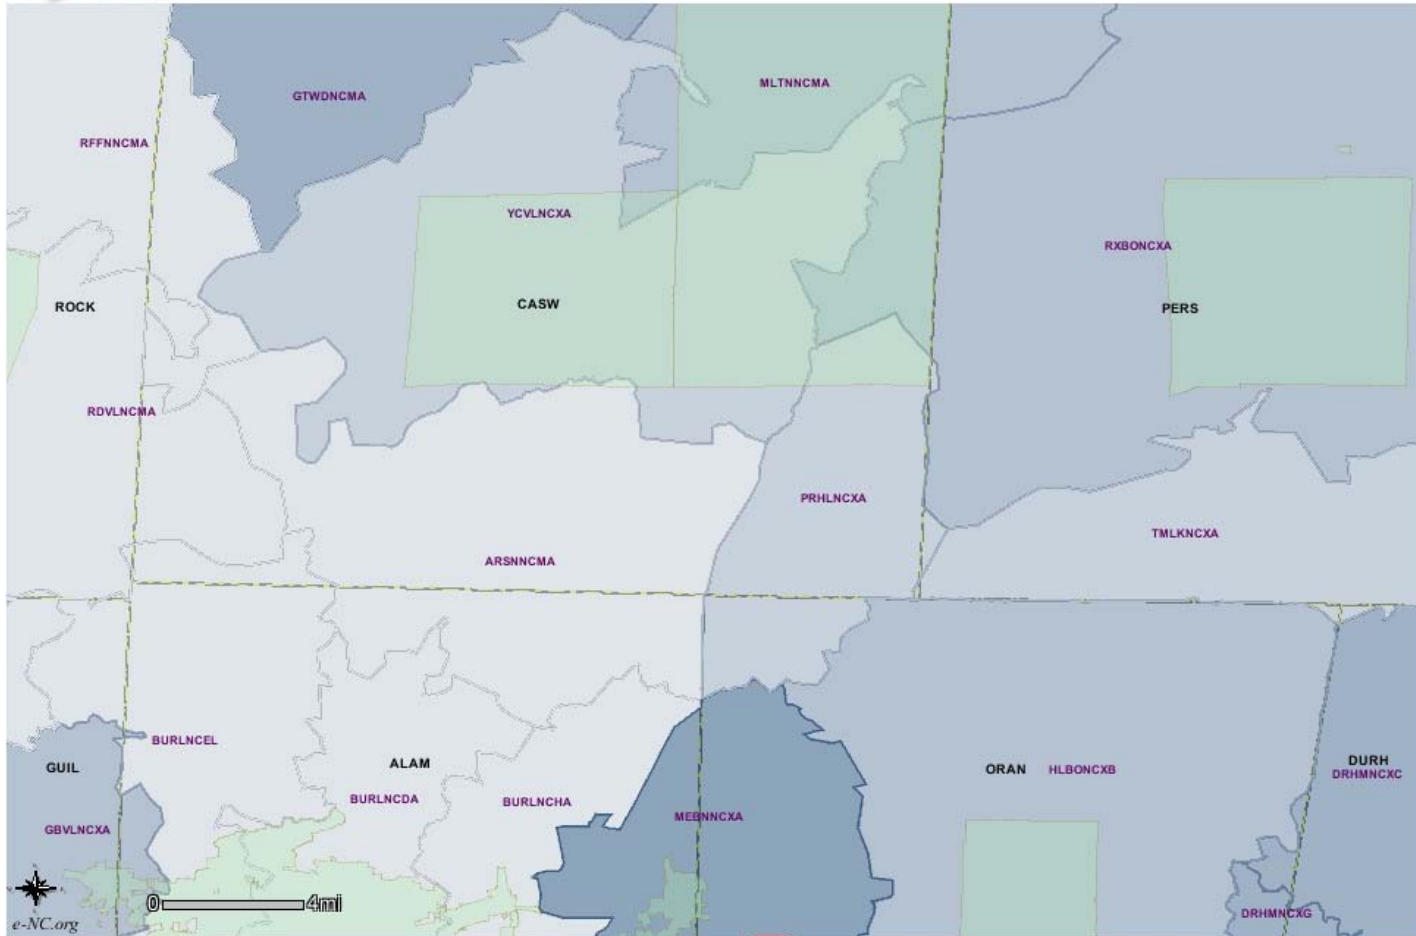 MLTNNCMA
GTWDNCMA
RFFNNCMA
YCVLNCXA
RXBONCXA
ROCK
CASW
PERS
RDVLNCMA
PRHLNCXA
TMLKNCXA
ARSNNCMA
BURLNCEL
GUIL
ALAM
ORAN
HLBONCXB
DURH
DRHMNCXC
BURLNCDA
BURLNCHA
MEBNNCXA
GBVLNCXA
0 4mi
DRHMNCXG
e-NC.org